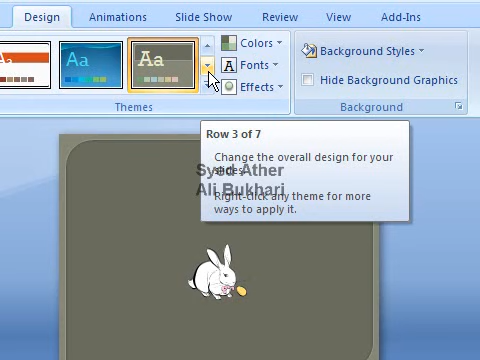 Design Animations Slide Show Review View Add-Ins
Aa Aa Aa Colors Background Styles
Fonts Hide Background Graphics
Effects
Themes Background
Row 3 of 7
Change the overall design for your
slides.
Right-click any theme for more
ways to apply it.
Syed Ather
Ali Bukhari